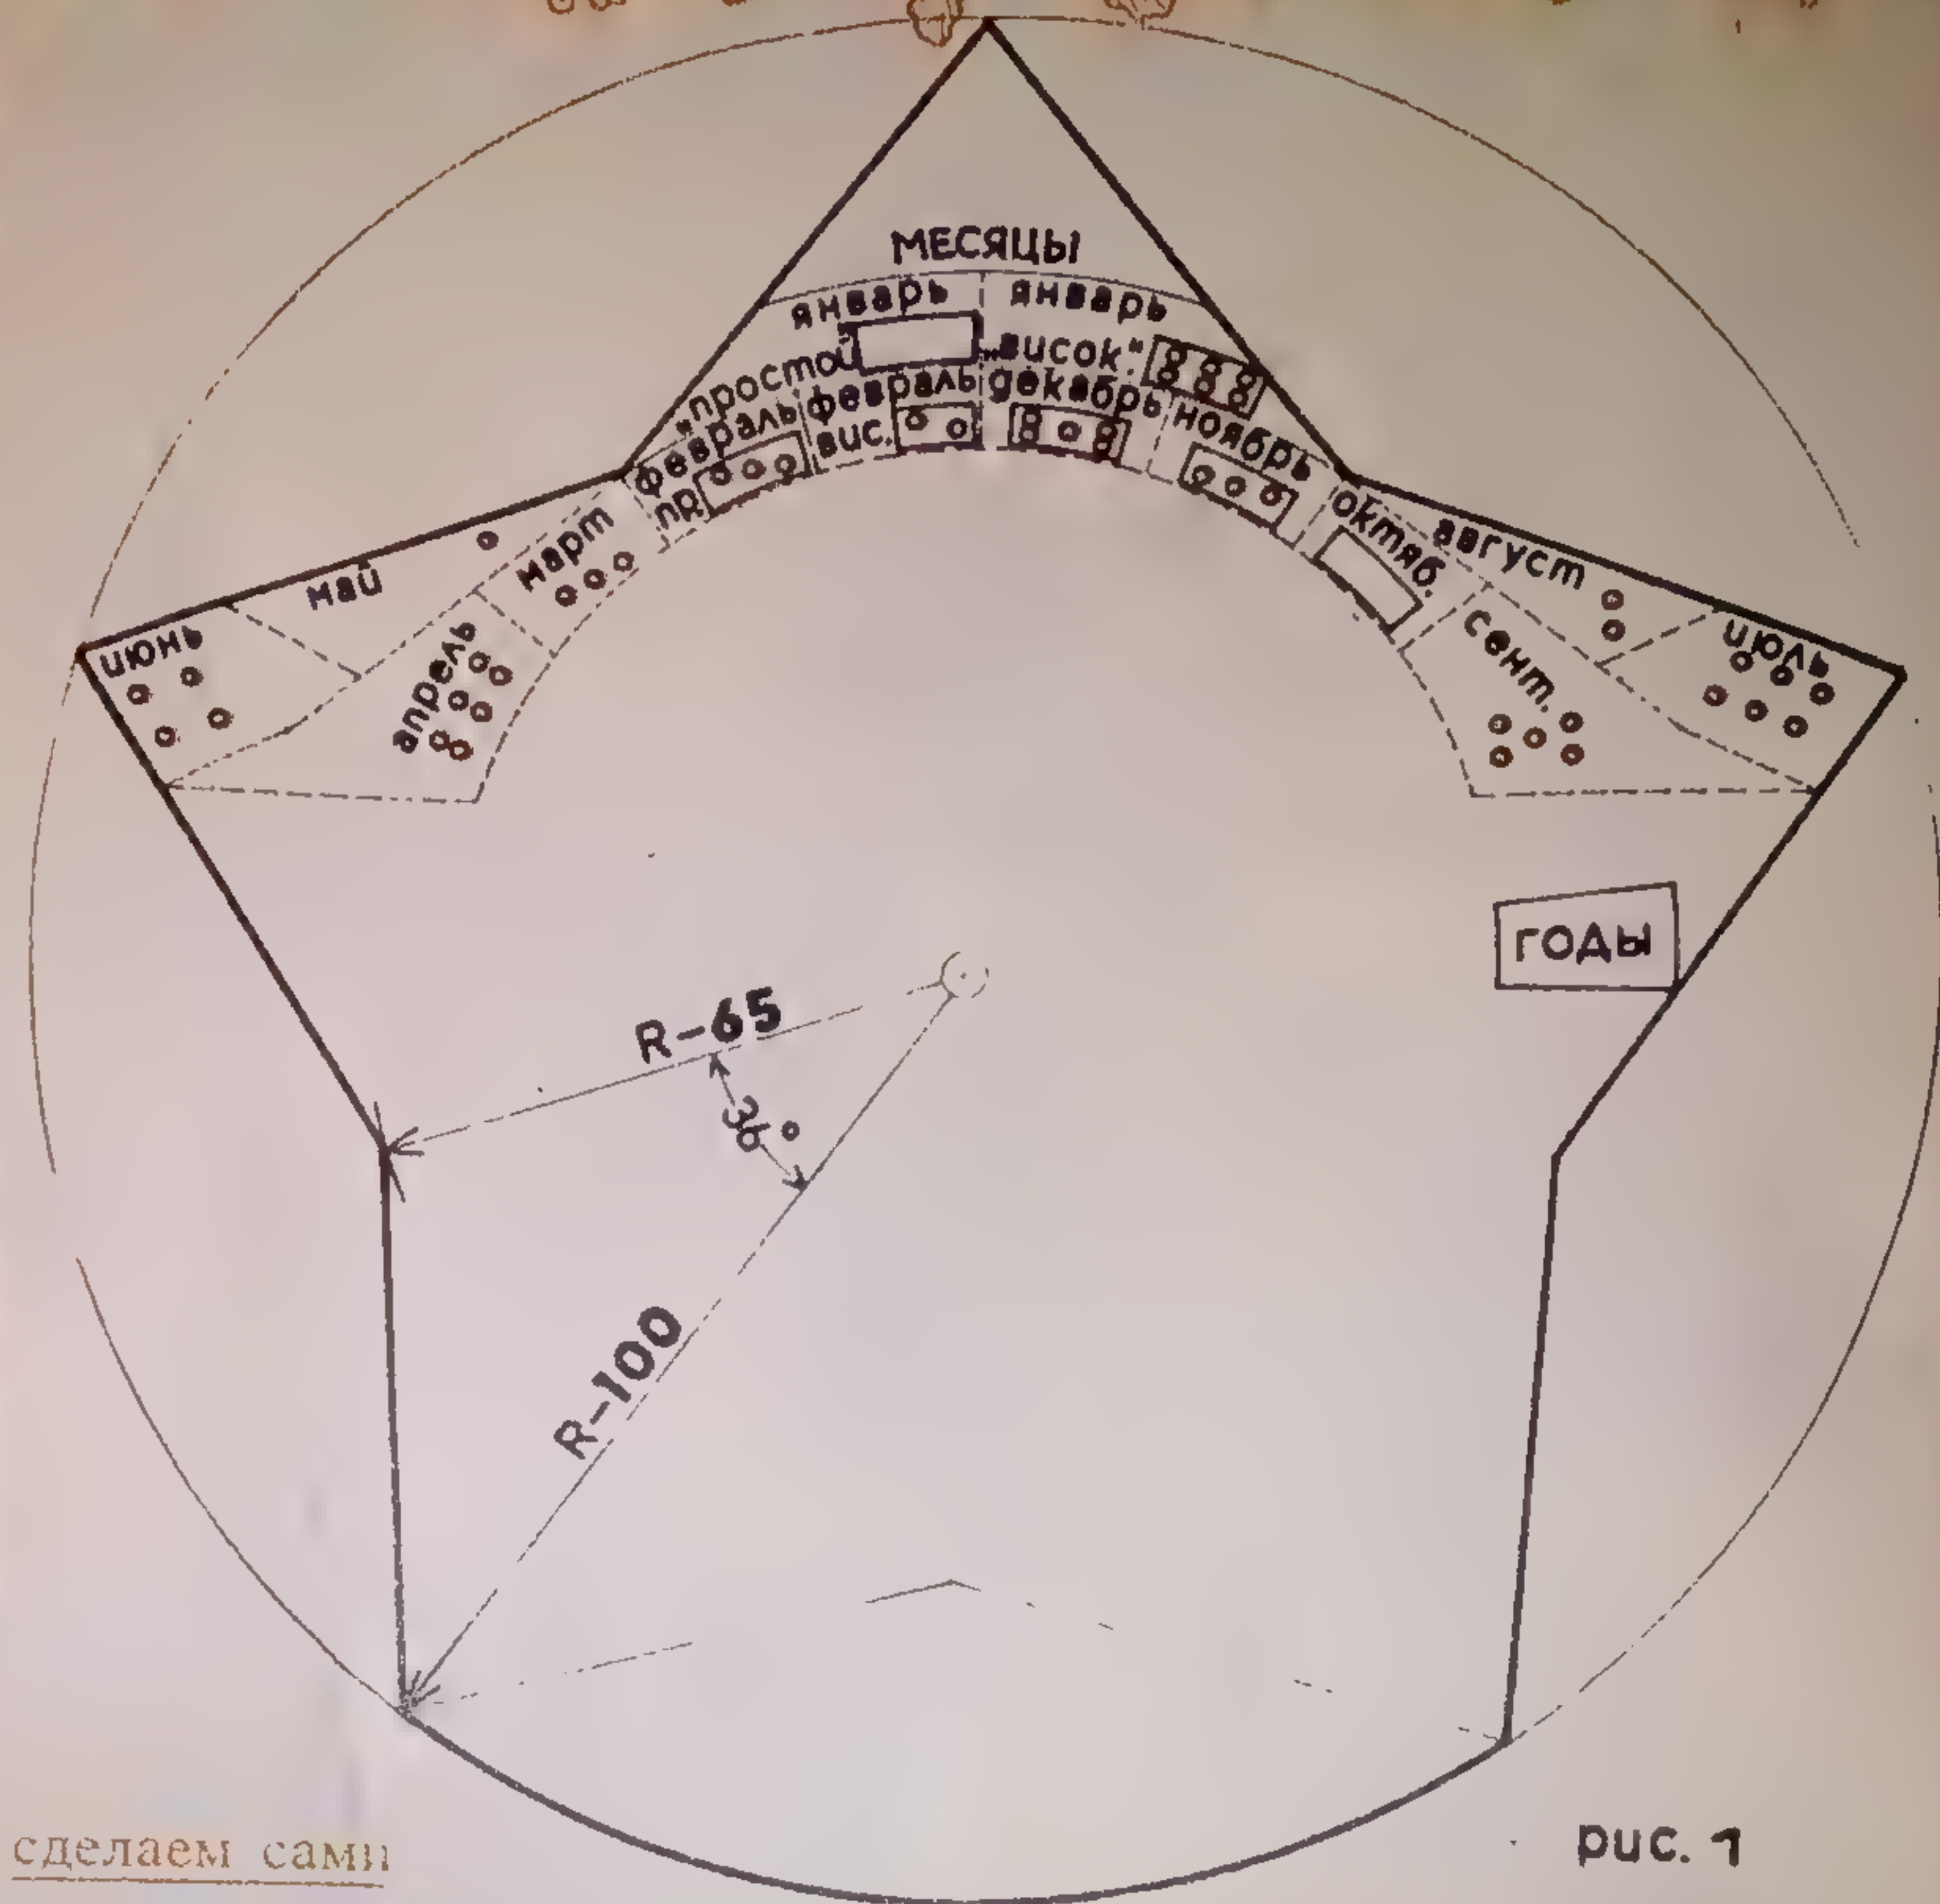 МЕСЯЦЫ
январь
"простой"
январь
„висок."
февраль
пр.
февраль
вис.
декабрь
ноябрь
март
октяб.
август
май
июнь
апрель
сент.
июль
ГОДЫ
R-65
36°
R-100
сделаем сами
рис. 1